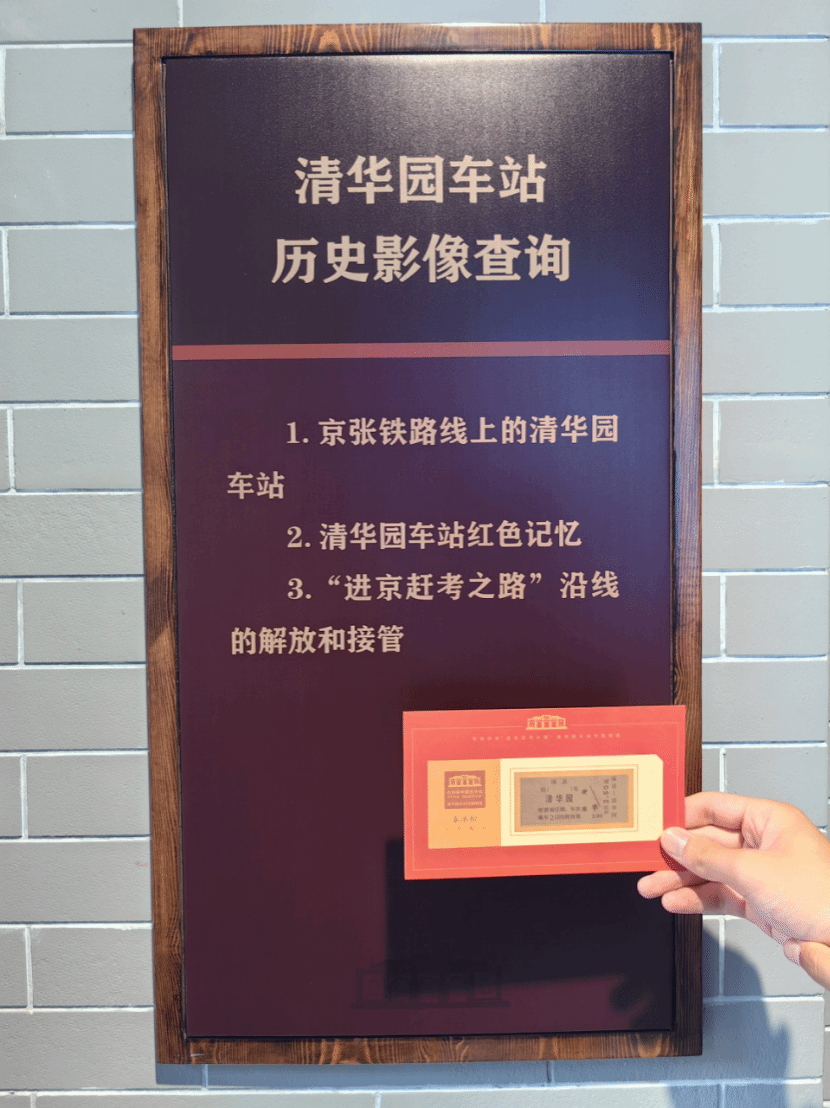 清华园车站
历史影像查询
1. 京张铁路线上的清华园
车站
2. 清华园车站红色记忆
3. “进京赶考之路”沿线
的解放和接管
清华园